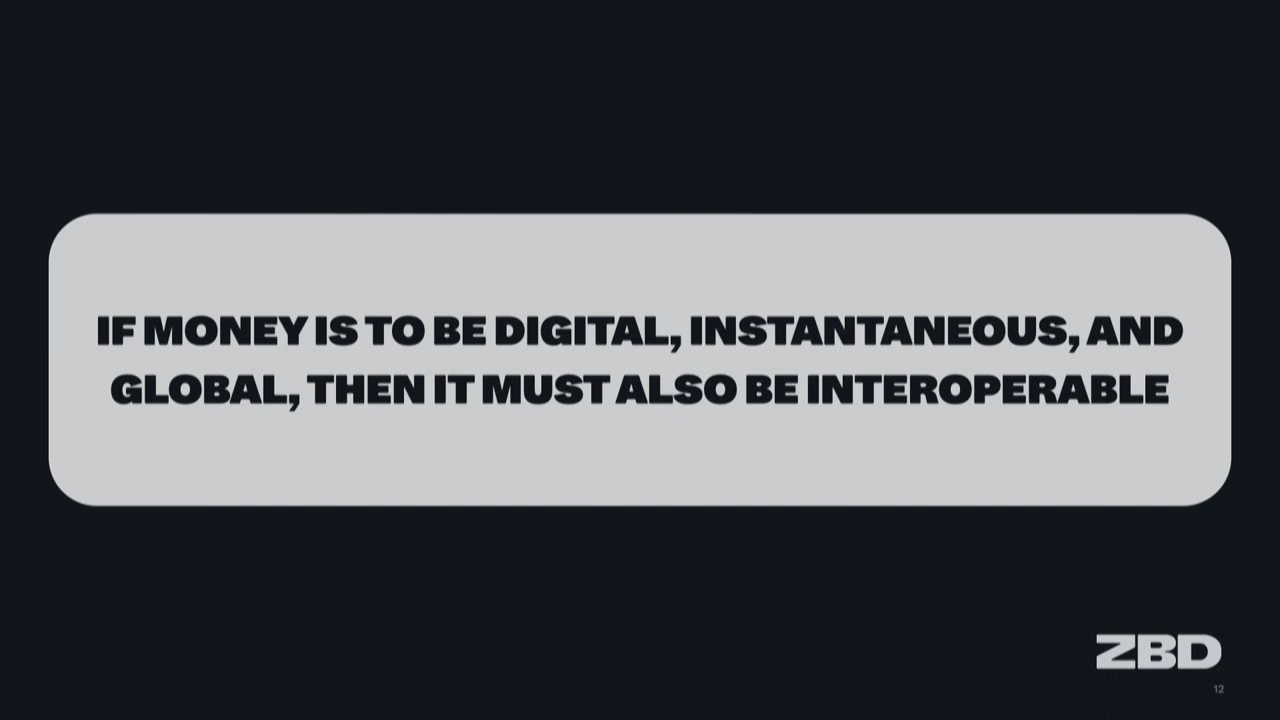 IF MONEY IS TO BE DIGITAL, INSTANTANEOUS, AND
GLOBAL, THEN IT MUST ALSO BE INTEROPERABLE
ZBD
12